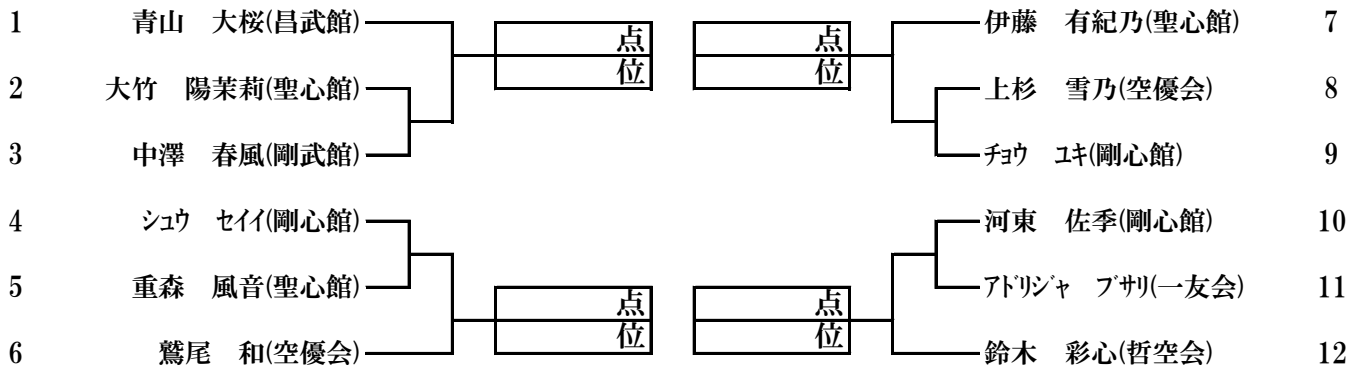 1 青山 大桜(昌武館) 点 点 伊藤 有紀乃(聖心館) 7
位 位
2 大竹 陽茉莉(聖心館) 上杉 雪乃(空優会) 8
3 中澤 春風(剛武館) チョウ ユキ(剛心館) 9
4 シュウ セイイ(剛心館) 河東 佐季(剛心館) 10
5 重森 風音(聖心館) 点 点 アドリジャ ブサリ(一友会) 11
位 位
6 鷲尾 和(空優会) 鈴木 彩心(哲空会) 12